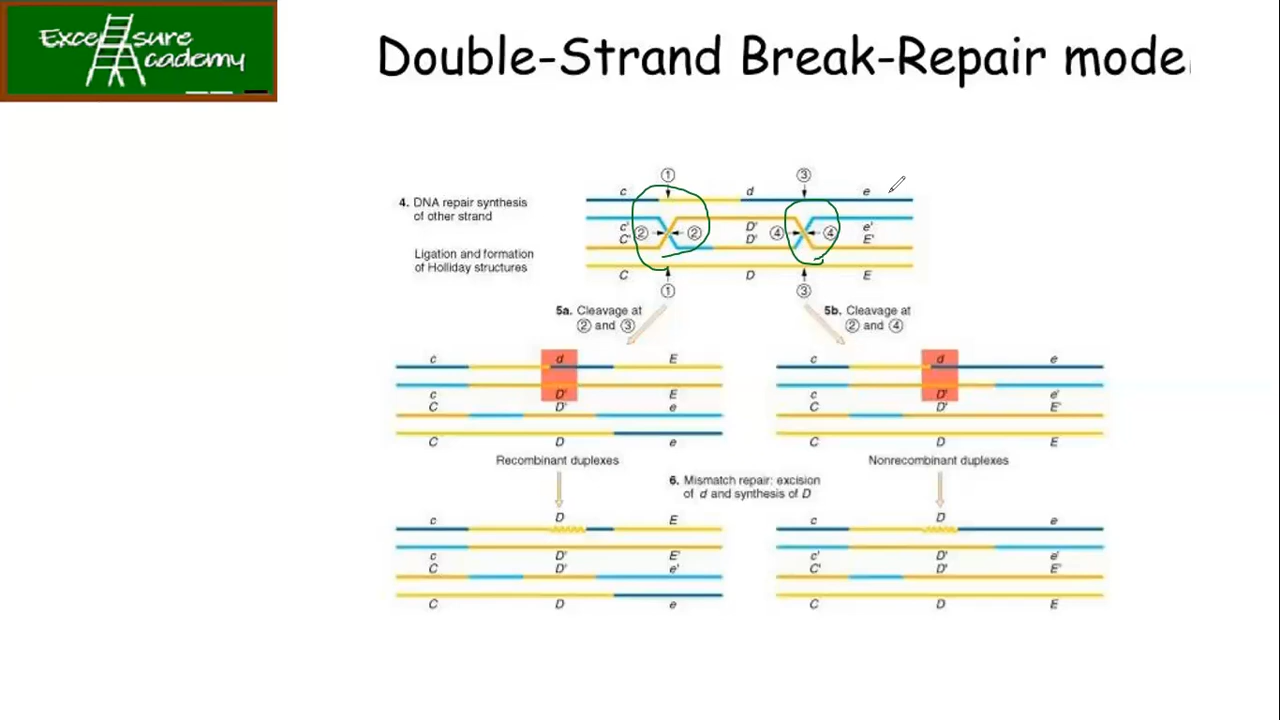 Excel sure
Academy
Double-Strand Break-Repair mode
① ③
c d e
4. DNA repair synthesis
of other strand
c' D' e'
② ② ④ ④
C' D' E'
Ligation and formation
of Holliday structures
C D E
① ③
5a. Cleavage at
② and ③
5b. Cleavage at
② and ④
c d E
c D' E
C D' e
C D e
Recombinant duplexes
c d e
c D' e'
C D' E'
C D E
Nonrecombinant duplexes
6. Mismatch repair: excision
of d and synthesis of D
c D E
c D' E'
C D' e'
C D e
c D e
c' D' e'
C' D' E'
C D E